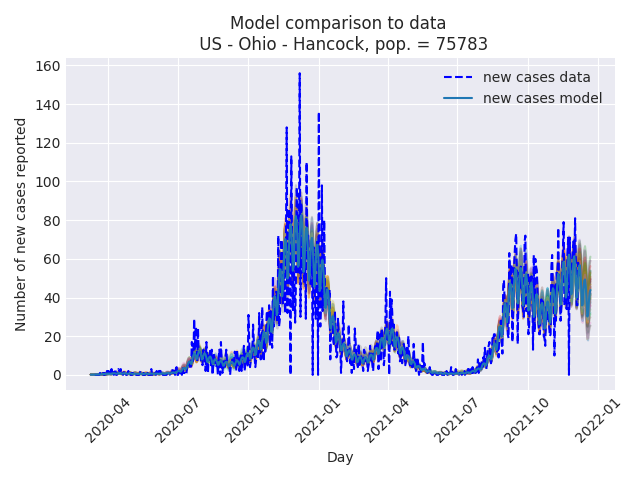 Model comparison to data
US - Ohio - Hancock, pop. = 75783
new cases data
new cases model
Number of new cases reported
160
140
120
100
80
60
40
20
0
2020-04
2020-07
2020-10
2021-01
2021-04
2021-07
2021-10
2022-01
Day